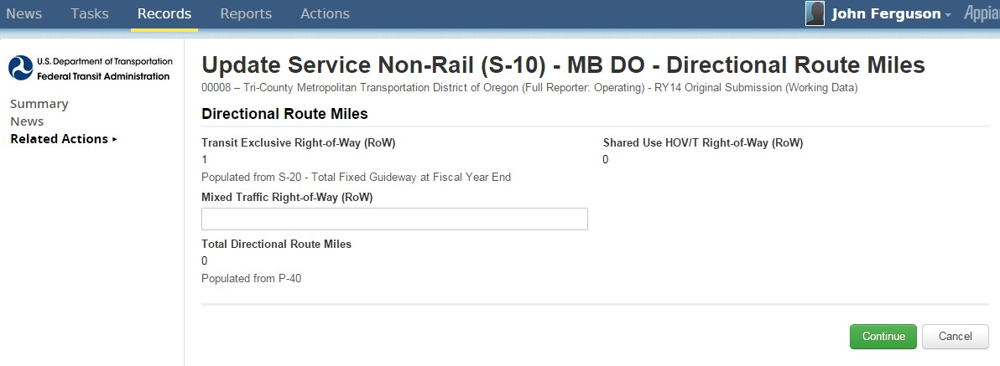 News Tasks Records Reports Actions John Ferguson Appian
U.S. Department of Transportation
Federal Transit Administration
Summary
News
Related Actions ▸
Update Service Non-Rail (S-10) - MB DO - Directional Route Miles
00008 – Tri-County Metropolitan Transportation District of Oregon (Full Reporter: Operating) - RY14 Original Submission (Working Data)
Directional Route Miles
Transit Exclusive Right-of-Way (RoW) Shared Use HOV/T Right-of-Way (RoW)
1 0
Populated from S-20 - Total Fixed Guideway at Fiscal Year End
Mixed Traffic Right-of-Way (RoW)
Total Directional Route Miles
0
Populated from P-40
Continue Cancel